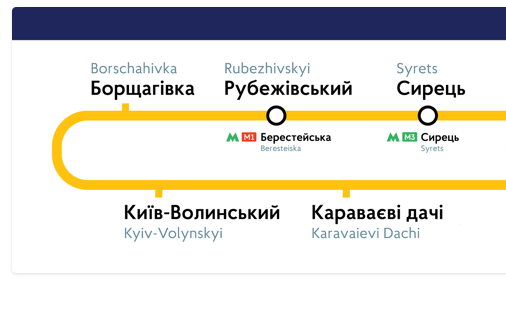 Borschahivka
Борщагівка
Rubezhivskyi
Рубежівський
Syrets
Сирець
M1 Берестейська
Beresteiska
M3 Сирець
Syrets
Київ-Волинський
Kyiv-Volynskyi
Караваєві дачі
Karavaievi Dachi